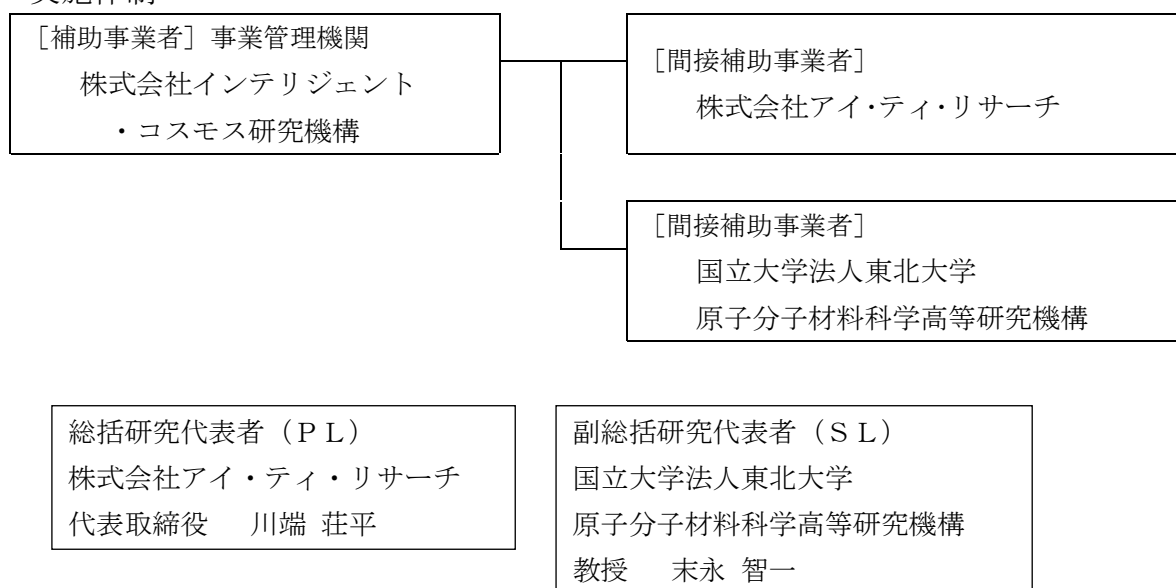 ［補助事業者］事業管理機関
株式会社インテリジェント
・コスモス研究機構
［間接補助事業者］
株式会社アイ・ティ・リサーチ
［間接補助事業者］
国立大学法人東北大学
原子分子材料科学高等研究機構
総括研究代表者（ＰＬ）
株式会社アイ・ティ・リサーチ
代表取締役　　川端 荘平
副総括研究代表者（ＳＬ）
国立大学法人東北大学
原子分子材料科学高等研究機構
教授　　末永 智一